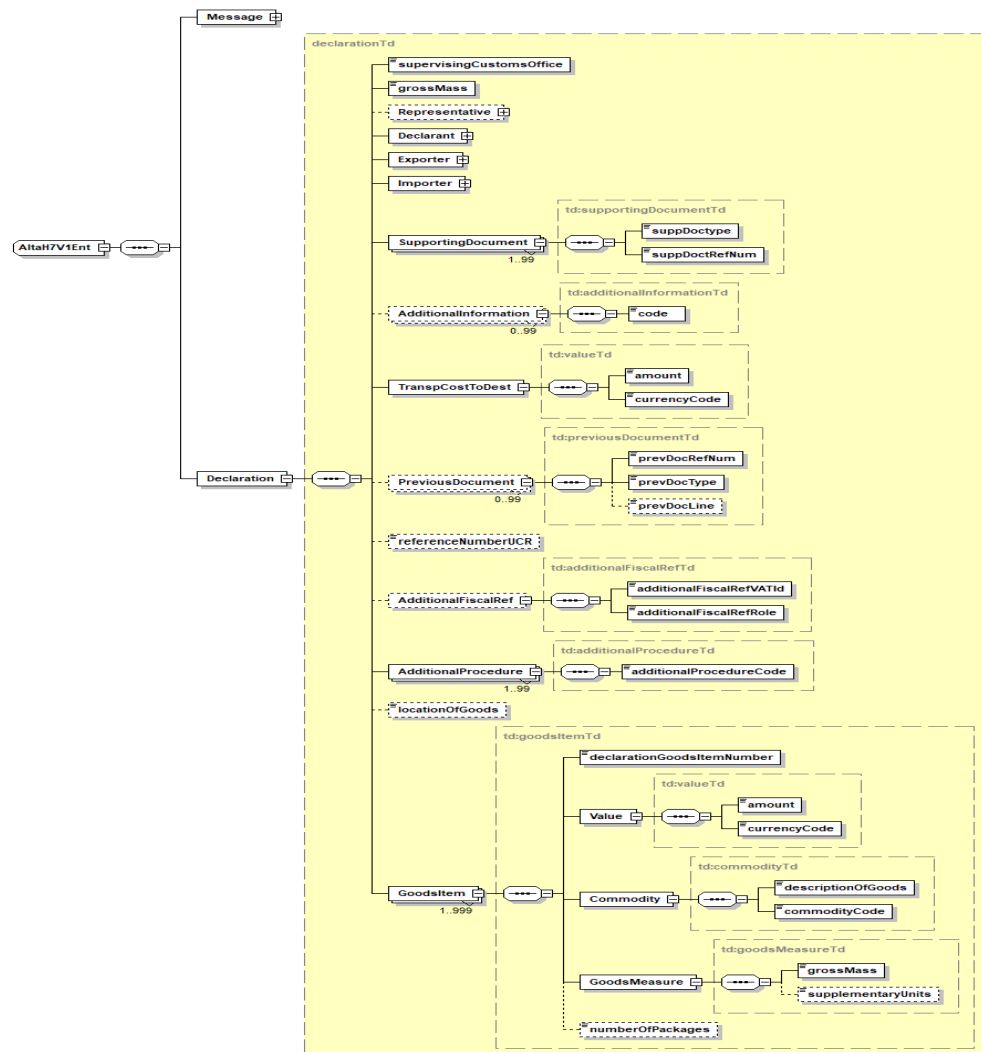 Message
declarationTd
supervisingCustomsOffice
grossMass
Representative
Declarant
Exporter
Importer
td:supportingDocumentTd
suppDoctype
AltaH7V1Ent
SupportingDocument
suppDoctRefNum
1..99
td:additionalInformationTd
AdditionalInformation
code
0..99
td:valueTd
amount
TranspCostToDest
currencyCode
td:previousDocumentTd
prevDocRefNum
Declaration
PreviousDocument
prevDocType
0..99
prevDocLine
referenceNumberUCR
td:additionalFiscalRefTd
additionalFiscalRefVATId
AdditionalFiscalRef
additionalFiscalRefRole
td:additionalProcedureTd
AdditionalProcedure
additionalProcedureCode
1..99
locationOfGoods
td:goodsItemTd
declarationGoodsItemNumber
td:valueTd
amount
Value
currencyCode
td:commodityTd
descriptionOfGoods
GoodsItem
Commodity
1..999
commodityCode
td:goodsMeasureTd
grossMass
GoodsMeasure
supplementaryUnits
numberOfPackages